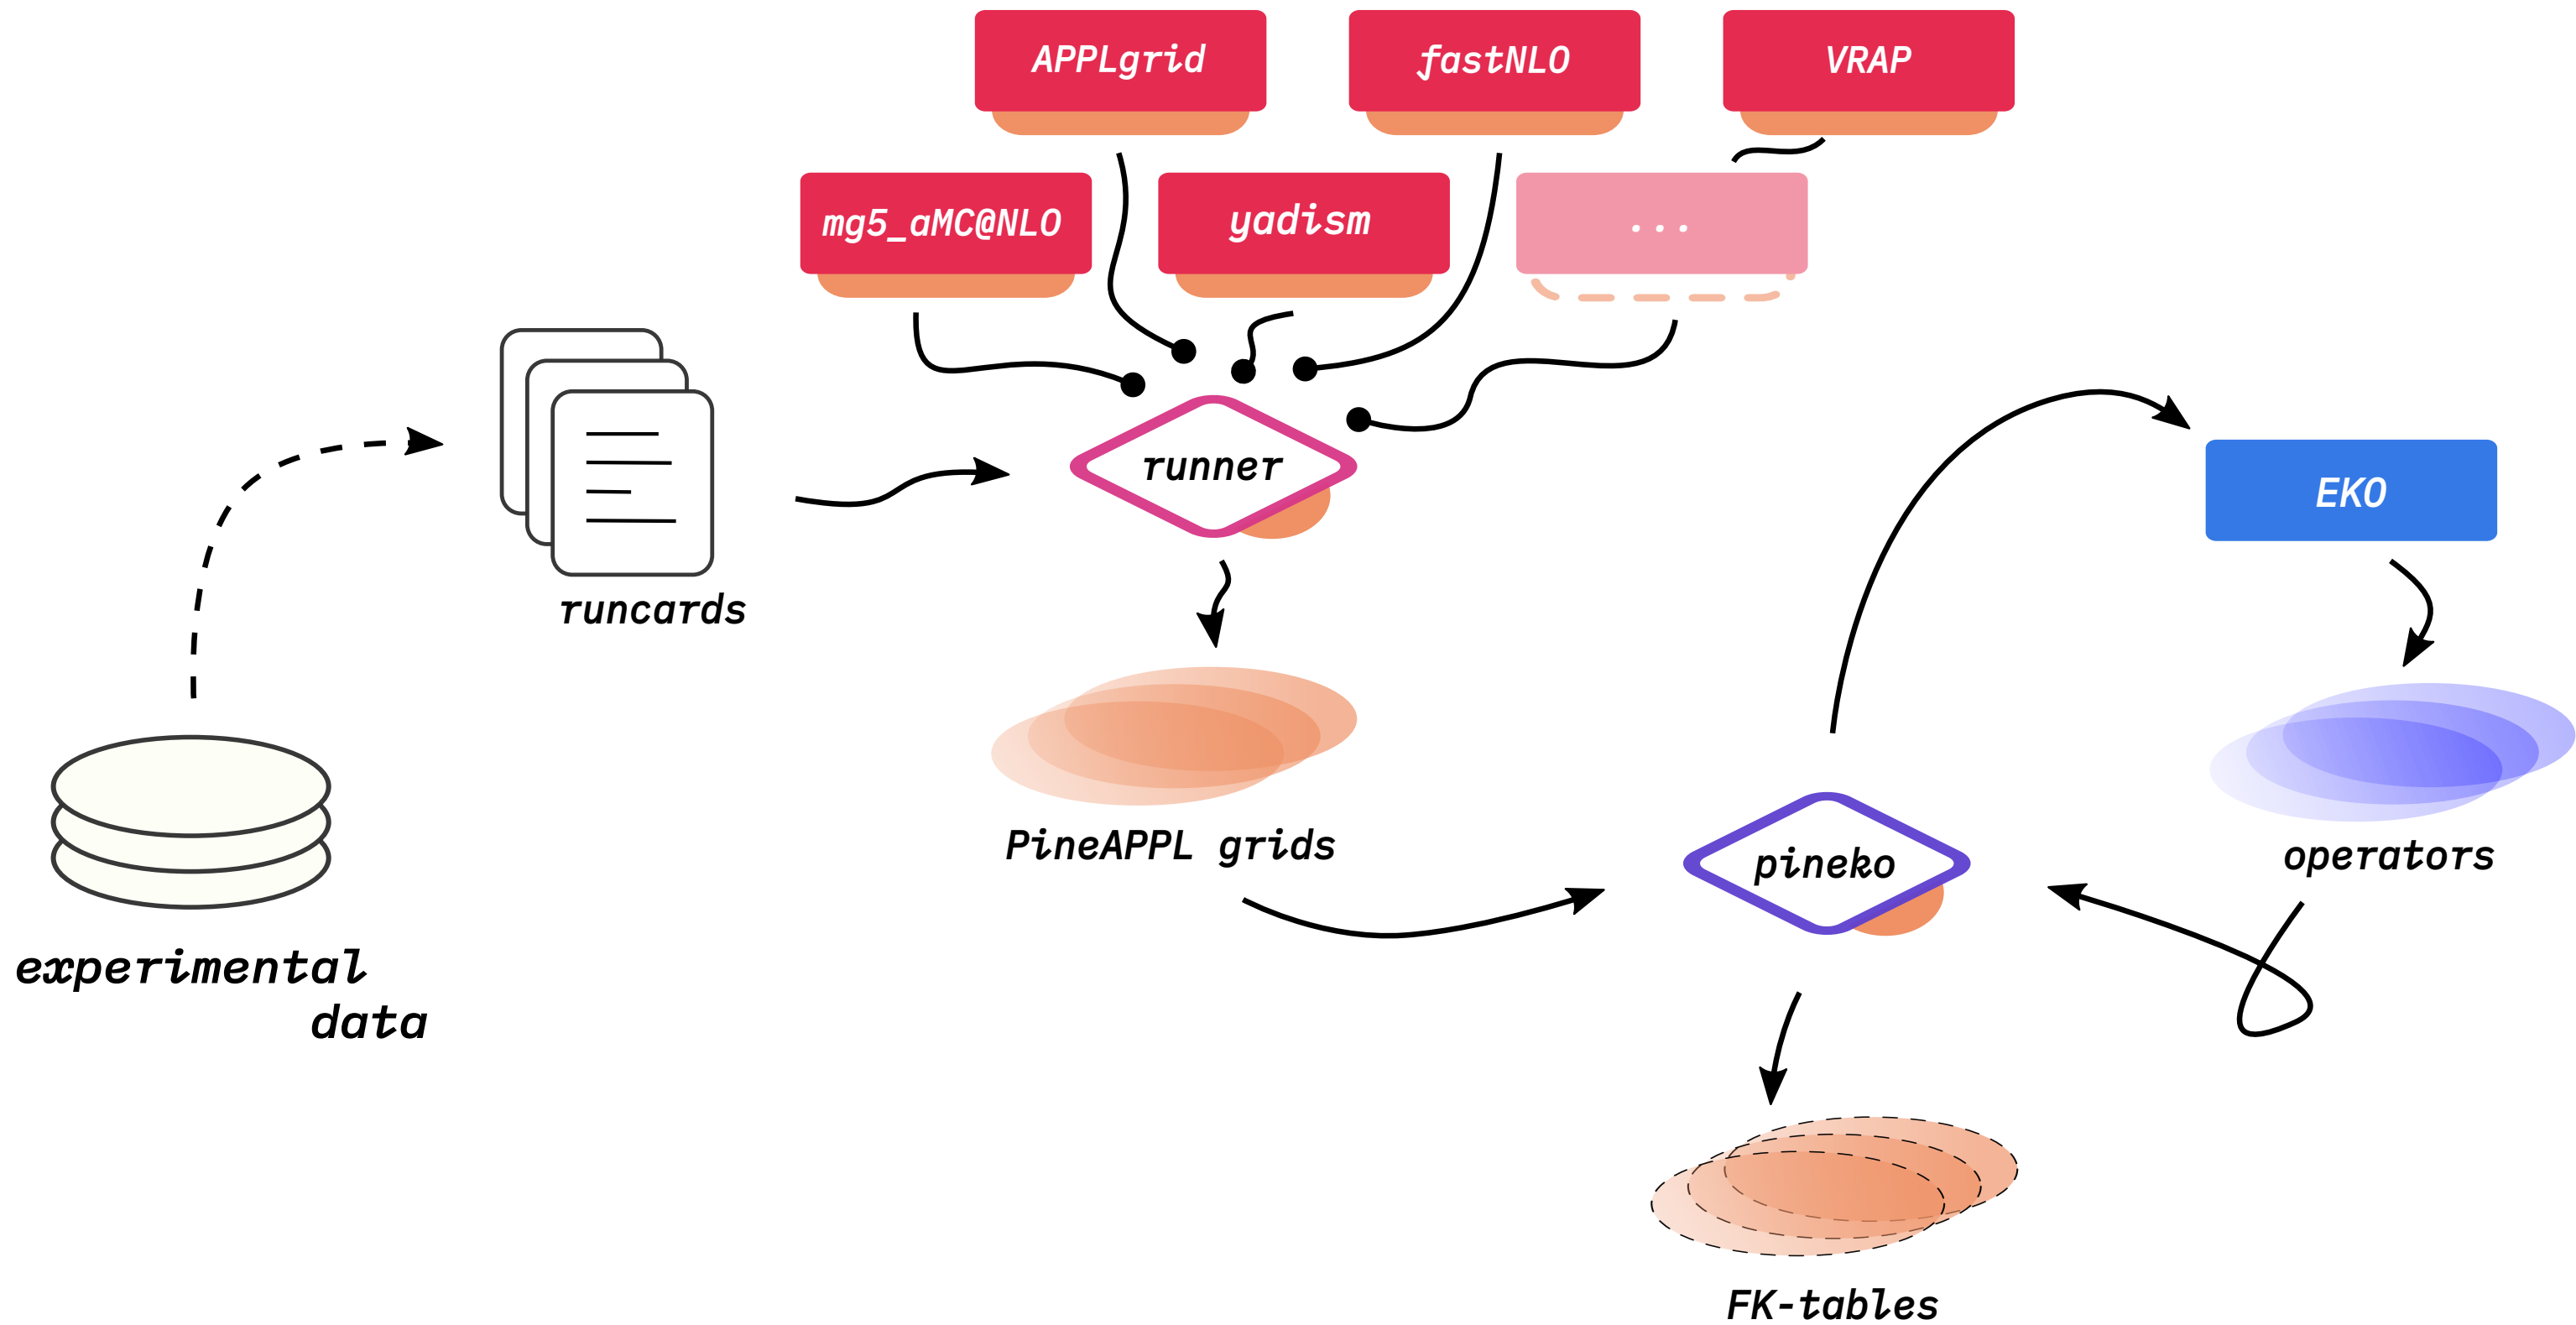 APPLgrid
fastNLO
VRAP
mg5_aMC@NLO
yadism
...
runner
EKO
runcards
PineAPPL grids
pineko
operators
experimental
data
FK-tables